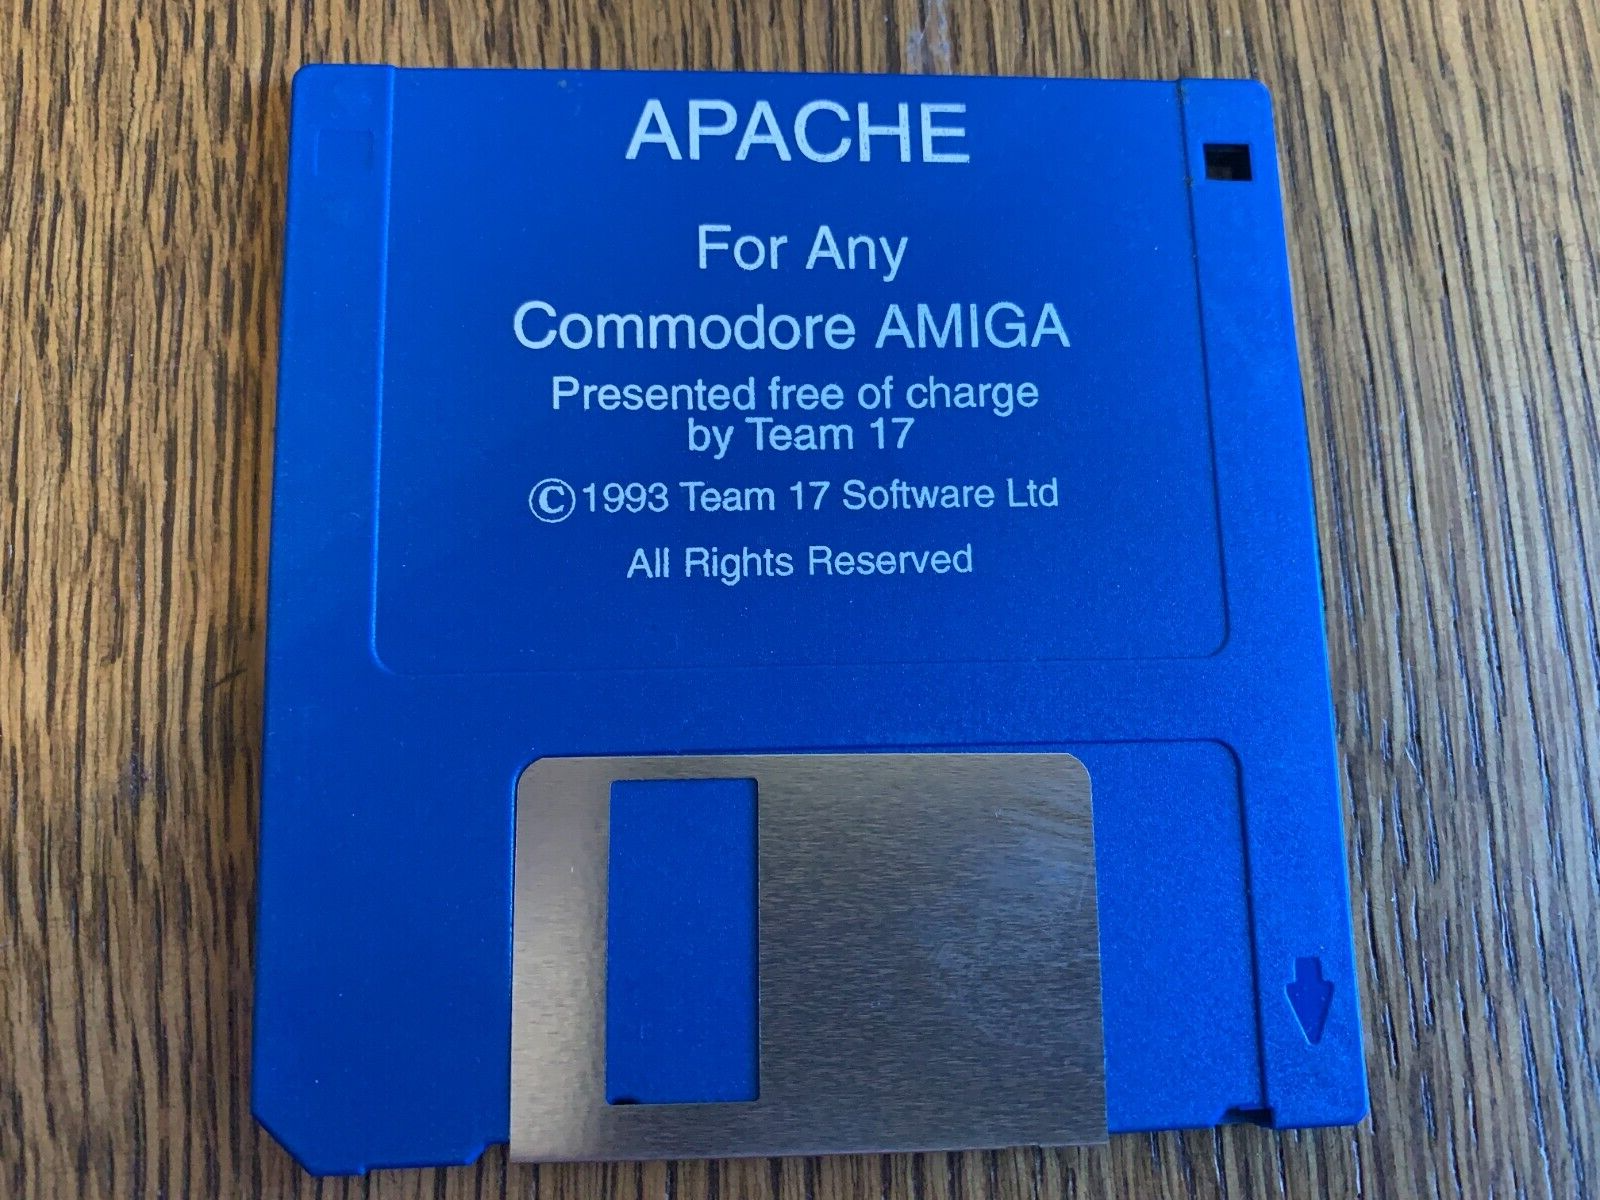 APACHE
For Any
Commodore AMIGA
Presented free of charge
by Team 17
©1993 Team 17 Software Ltd
All Rights Reserved